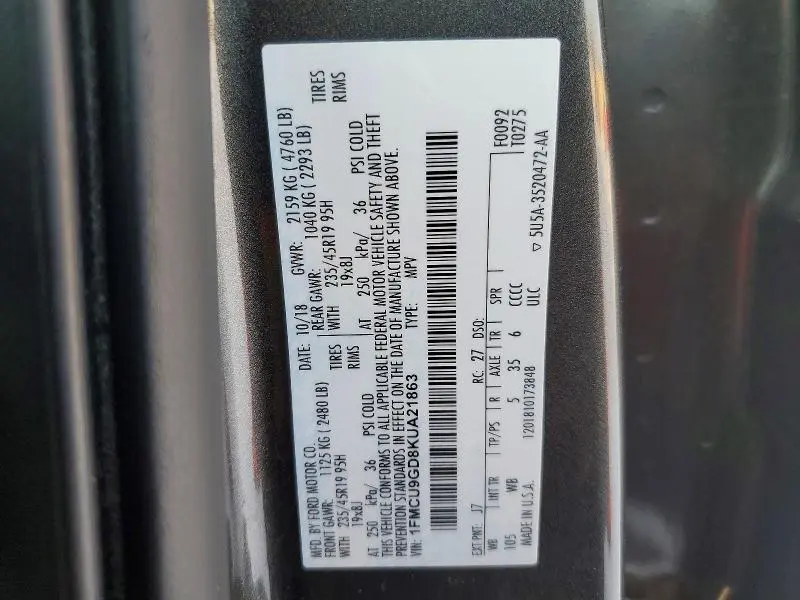 MFD. BY FORD MOTOR CO. DATE: 10/18 GVWR: 2159 KG ( 4760 LB)
FRONT GAWR: 1125 KG ( 2480 LB) REAR GAWR: 1040 KG ( 2293 LB)
WITH 235/45R19 95H TIRES WITH 235/45R19 95H TIRES
19x8J RIMS 19x8J RIMS
AT 250 kPa/ 36 PSI COLD AT 250 kPa/ 36 PSI COLD
THIS VEHICLE CONFORMS TO ALL APPLICABLE FEDERAL MOTOR VEHICLE SAFETY AND THEFT
PREVENTION STANDARDS IN EFFECT ON THE DATE OF MANUFACTURE SHOWN ABOVE.
VIN: 1FMCU9GD8KUA21863 TYPE: MPV
EXT PNT: J7 RC: 27 DSO: F0092
WB INT TR TP/PS R AXLE TR SPR T0275
105 WB 5 35 6 CCCC
MADE IN U.S.A. 1201810173848 ULC ▽ 5U5A-3520472-AA